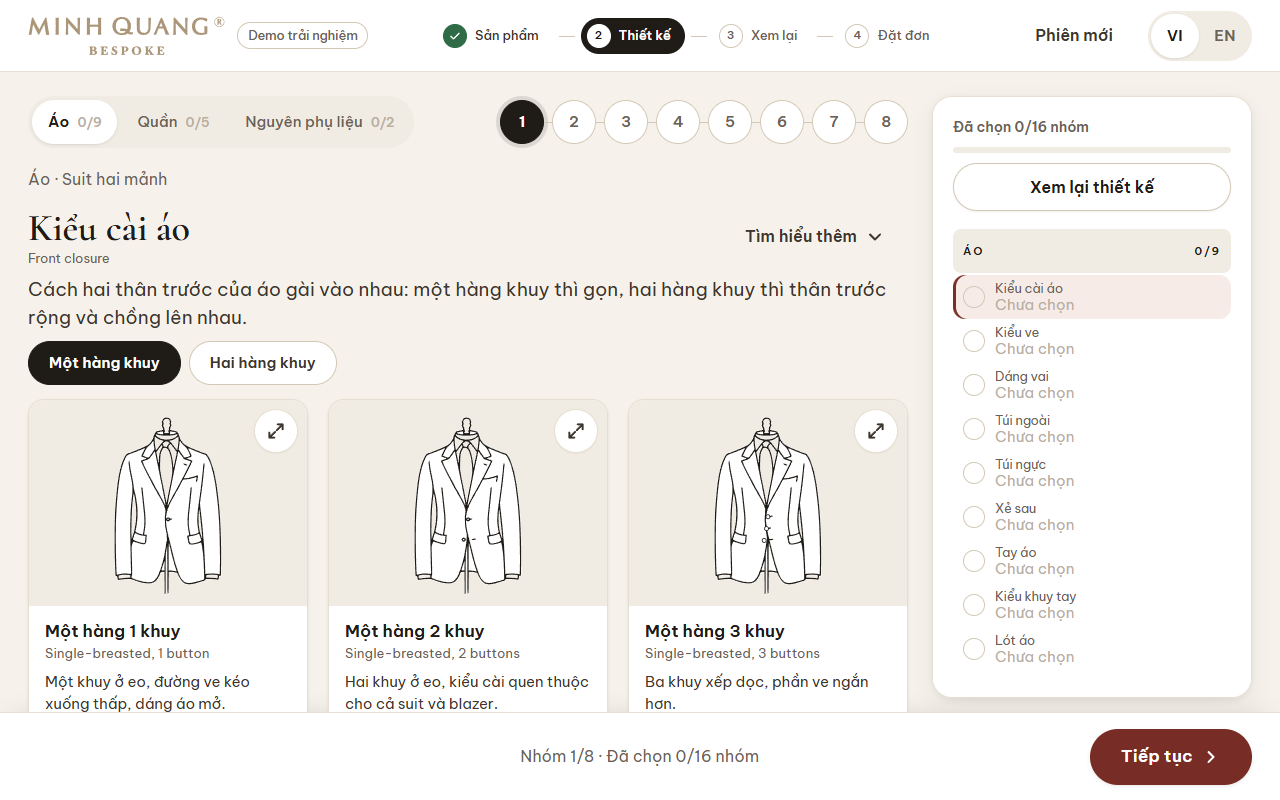 MINH QUANG®
BESPOKE
Demo trải nghiệm
Sản phẩm
2 Thiết kế
3 Xem lại
4 Đặt đơn
Phiên mới
VI EN
Áo 0/9 Quần 0/5 Nguyên phụ liệu 0/2
1 2 3 4 5 6 7 8
Áo · Suit hai mảnh
Kiểu cài áo
Front closure
Tìm hiểu thêm
Cách hai thân trước của áo gài vào nhau: một hàng khuy thì gọn, hai hàng khuy thì thân trước
rộng và chồng lên nhau.
Một hàng khuy Hai hàng khuy
Một hàng 1 khuy
Single-breasted, 1 button
Một khuy ở eo, đường ve kéo
xuống thấp, dáng áo mở.
Một hàng 2 khuy
Single-breasted, 2 buttons
Hai khuy ở eo, kiểu cài quen thuộc
cho cả suit và blazer.
Một hàng 3 khuy
Single-breasted, 3 buttons
Ba khuy xếp dọc, phần ve ngắn
hơn.
Đã chọn 0/16 nhóm
Xem lại thiết kế
ÁO 0/9
Kiểu cài áo
Chưa chọn
Kiểu ve
Chưa chọn
Dáng vai
Chưa chọn
Túi ngoài
Chưa chọn
Túi ngực
Chưa chọn
Xẻ sau
Chưa chọn
Tay áo
Chưa chọn
Kiểu khuy tay
Chưa chọn
Lót áo
Chưa chọn
Nhóm 1/8 · Đã chọn 0/16 nhóm
Tiếp tục